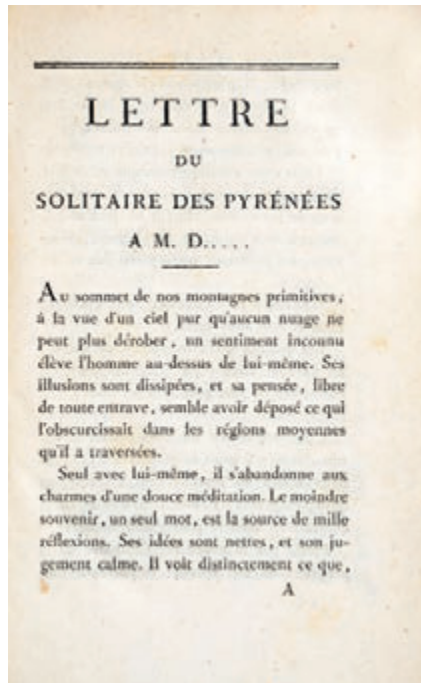 LETTRE
DU
SOLITAIRE DES PYRÉNÉES
A M. D.....
Au sommet de nos montagnes primitives,
à la vue d'un ciel pur qu'aucun nuage ne
peut plus dérober, un sentiment inconnu
élève l'homme au-dessus de lui-même. Ses
illusions sont dissipées, et sa pensée, libre
de toute entrave, semble avoir déposé ce qui
l'obscurcissait dans les régions moyennes
qu'il a traversées.
Seul avec lui-même, il s'abandonne aux
charmes d'une douce méditation. Le moindre
souvenir, un seul mot, est la source de mille
réflexions. Ses idées sont nettes, et son ju-
gement calme. Il voit distinctement ce que,
A